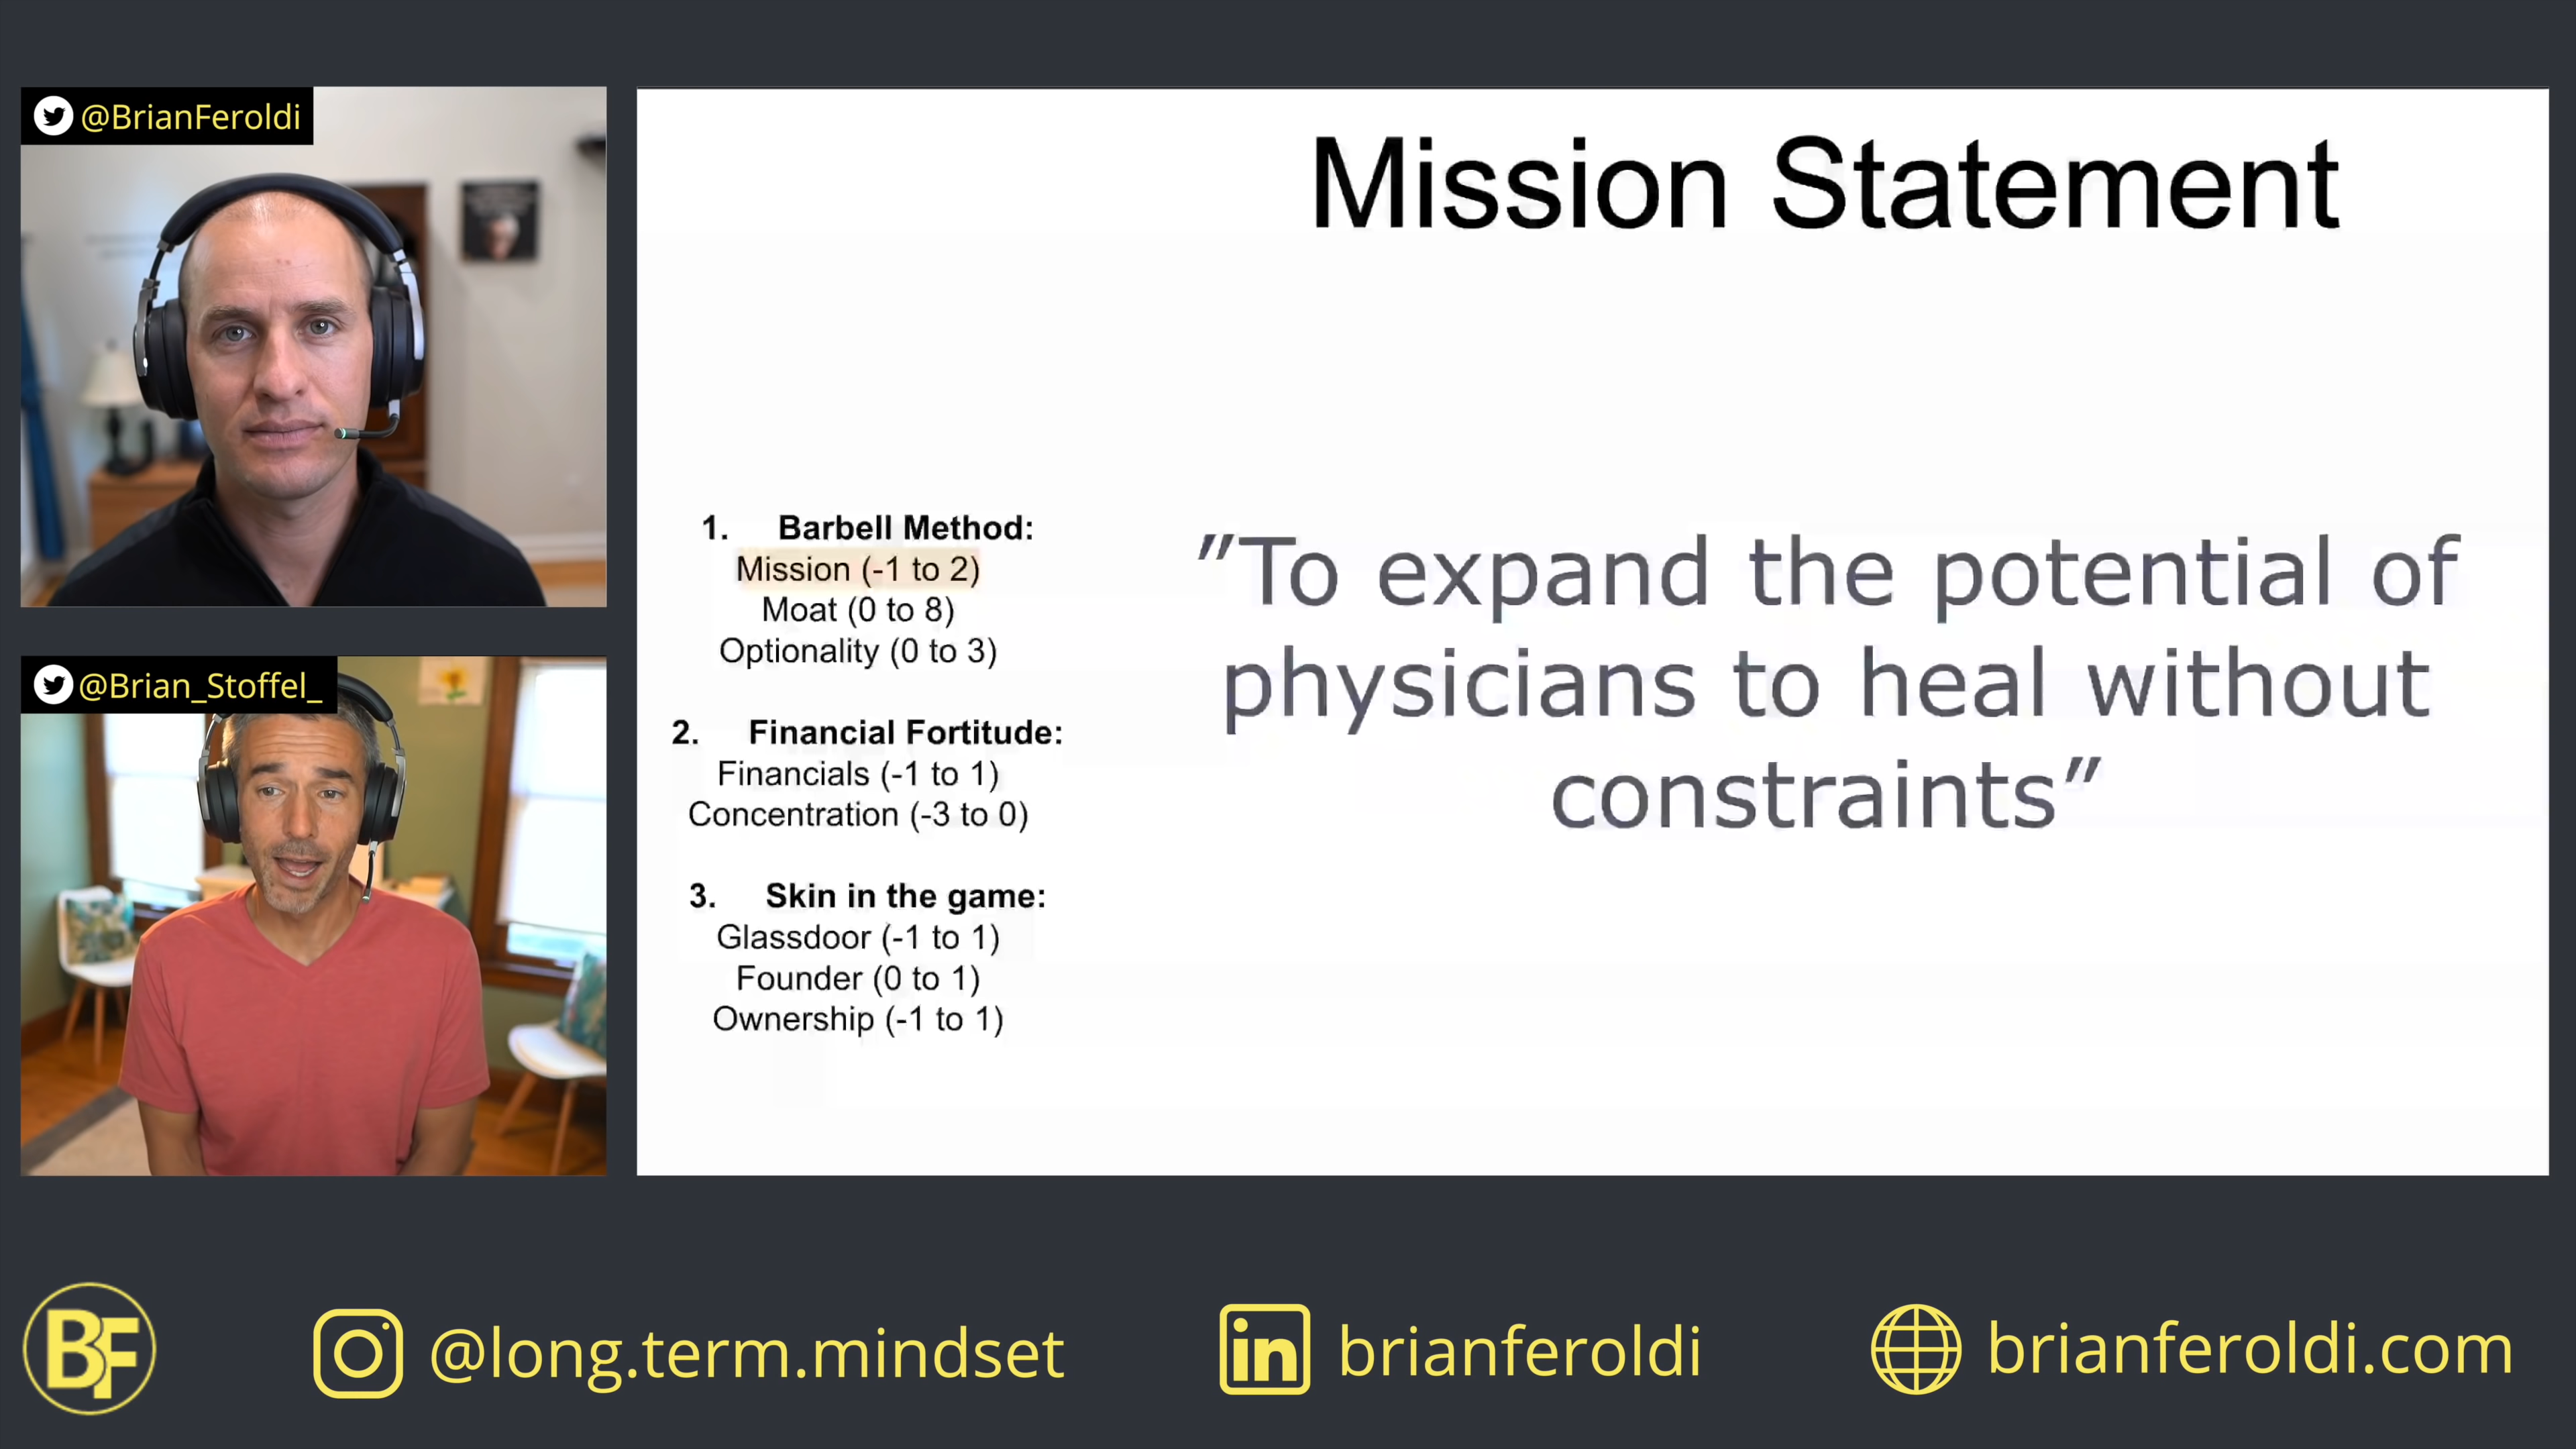 @BrianFeroldi
@Brian_Stoffel_
Mission Statement
1. Barbell Method:
Mission (-1 to 2)
Moat (0 to 8)
Optionality (0 to 3)
2. Financial Fortitude:
Financials (-1 to 1)
Concentration (-3 to 0)
3. Skin in the game:
Glassdoor (-1 to 1)
Founder (0 to 1)
Ownership (-1 to 1)
"To expand the potential of
physicians to heal without
constraints"
BF
@long.term.mindset
in
brianferoldi
brianferoldi.com